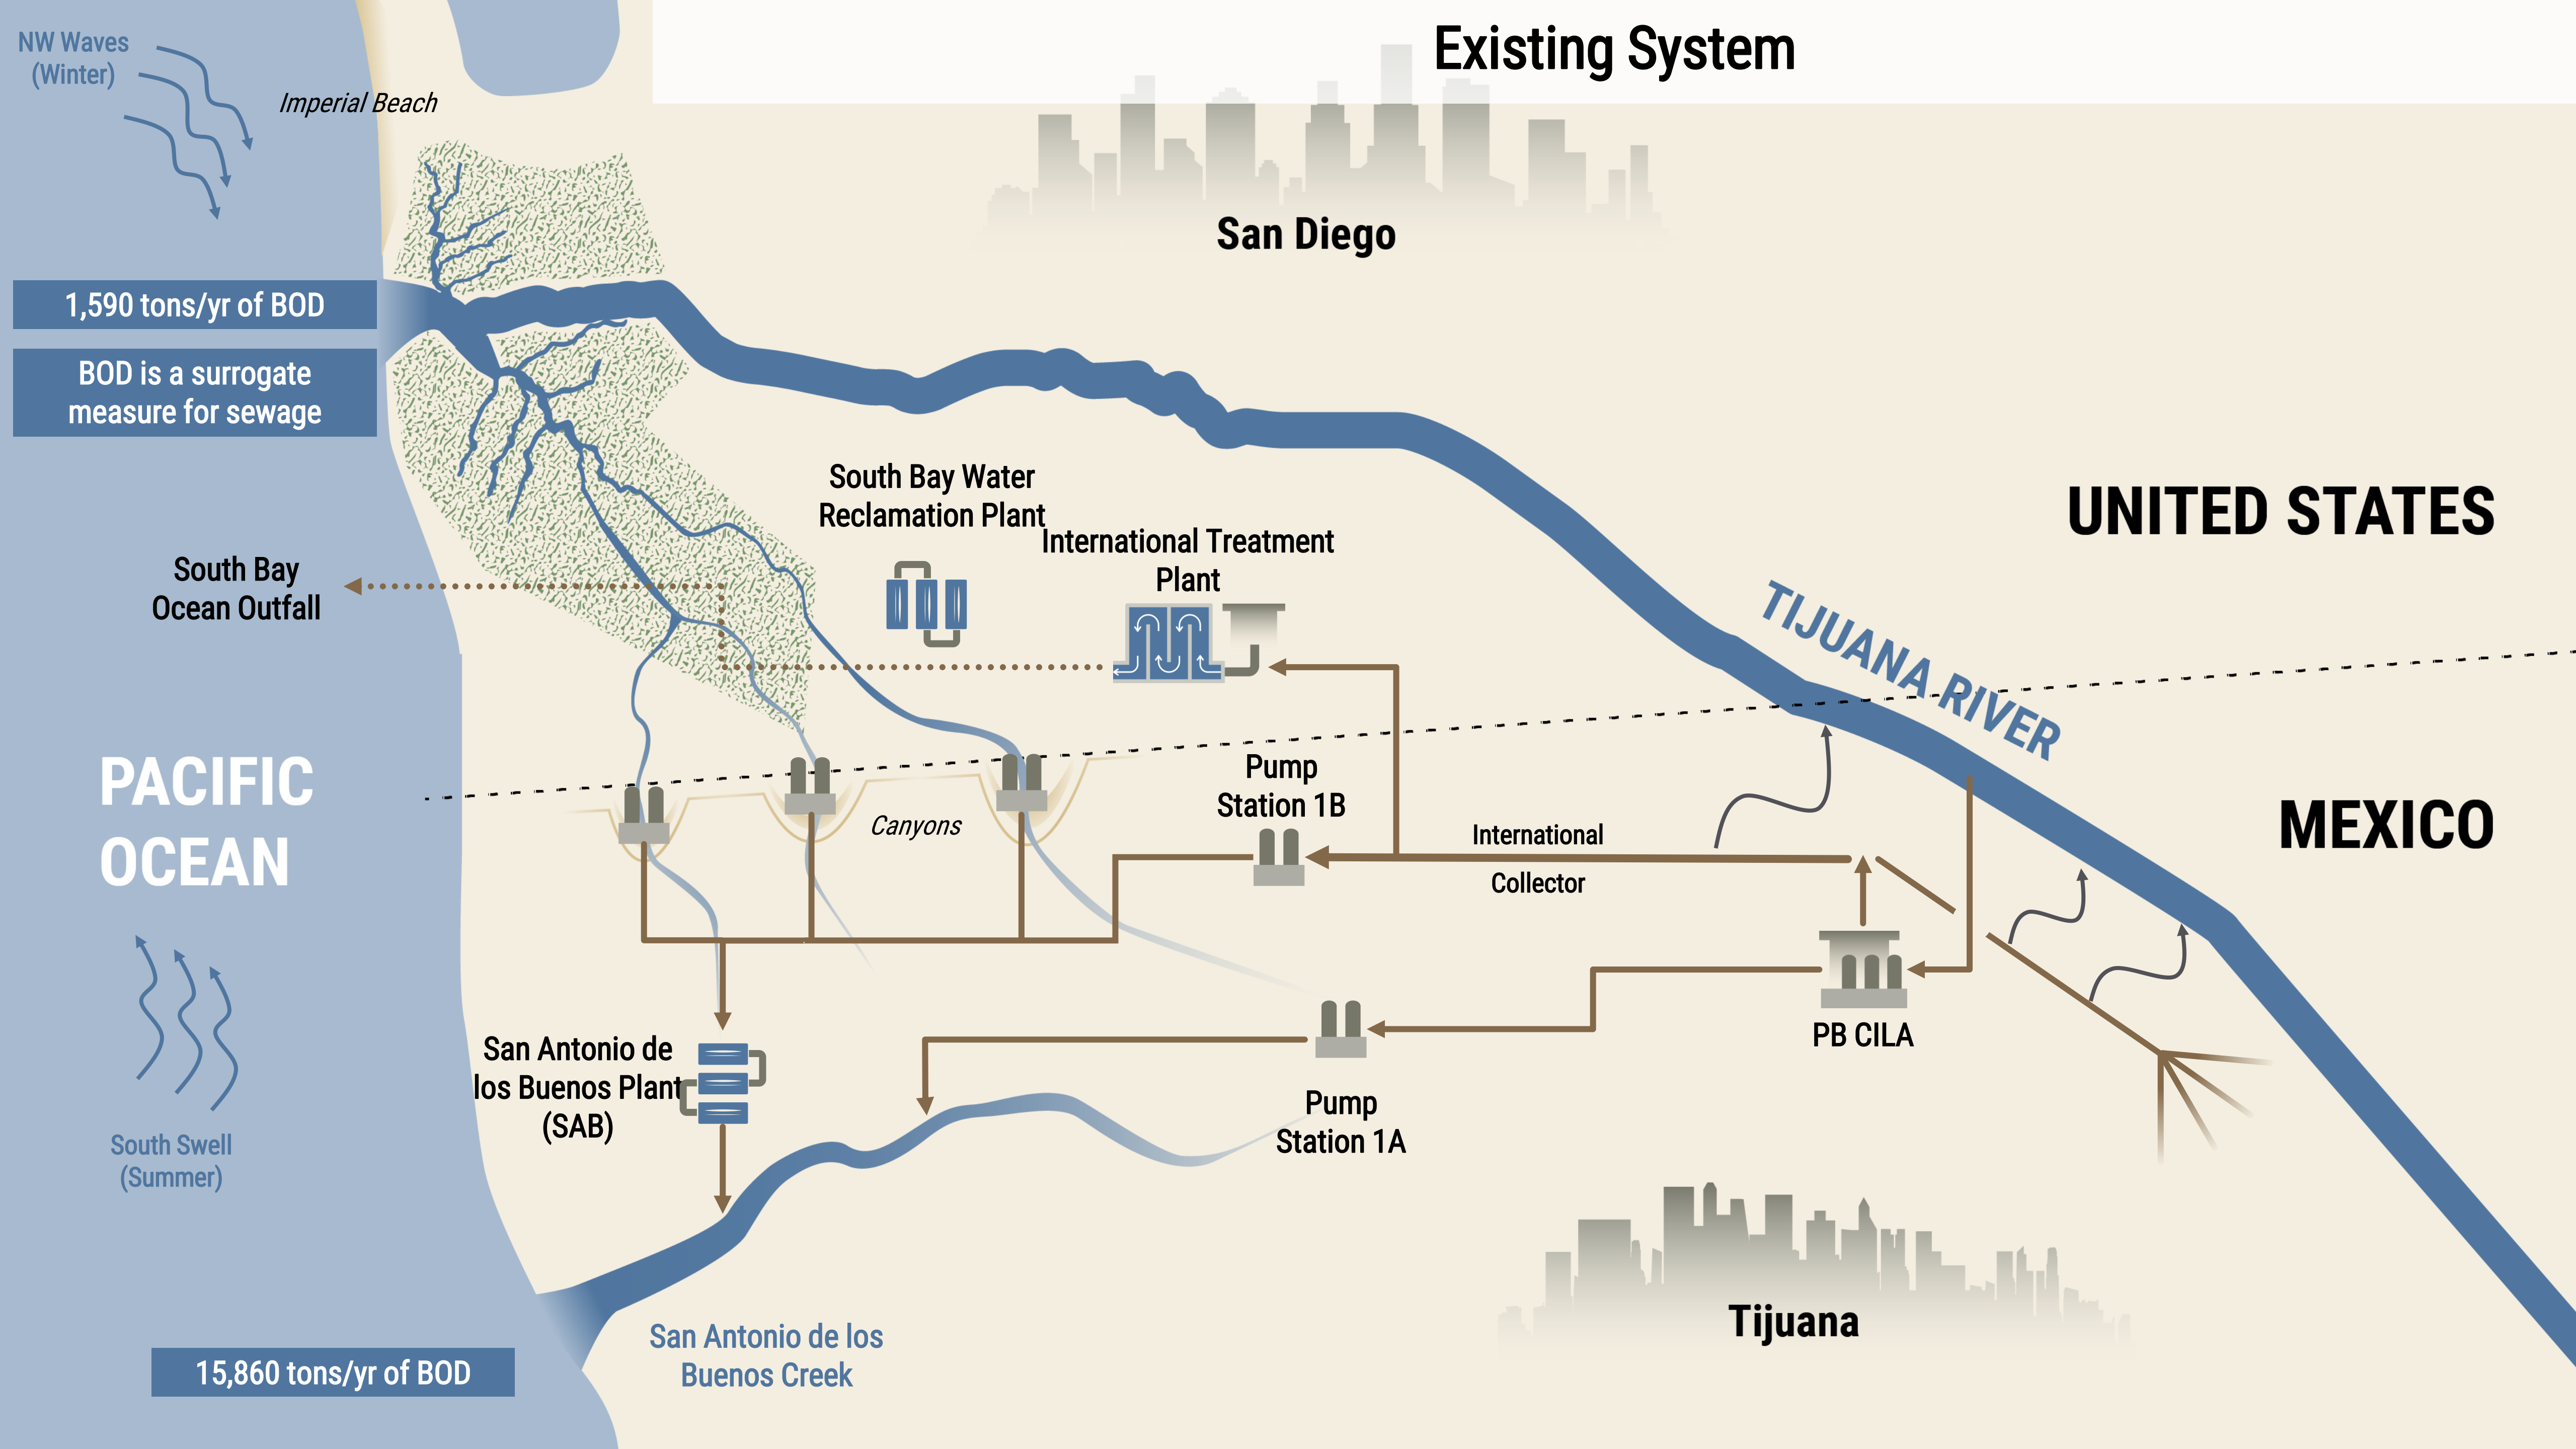 Existing System
NW Waves
(Winter)
Imperial Beach
San Diego
1,590 tons/yr of BOD
BOD is a surrogate
measure for sewage
South Bay Water
Reclamation Plant
International Treatment
Plant
UNITED STATES
South Bay
Ocean Outfall
TIJUANA RIVER
PACIFIC
OCEAN
Pump
Station 1B
Canyons
International
Collector
MEXICO
San Antonio de
los Buenos Plant
(SAB)
PB CILA
Pump
Station 1A
South Swell
(Summer)
Tijuana
San Antonio de los
Buenos Creek
15,860 tons/yr of BOD